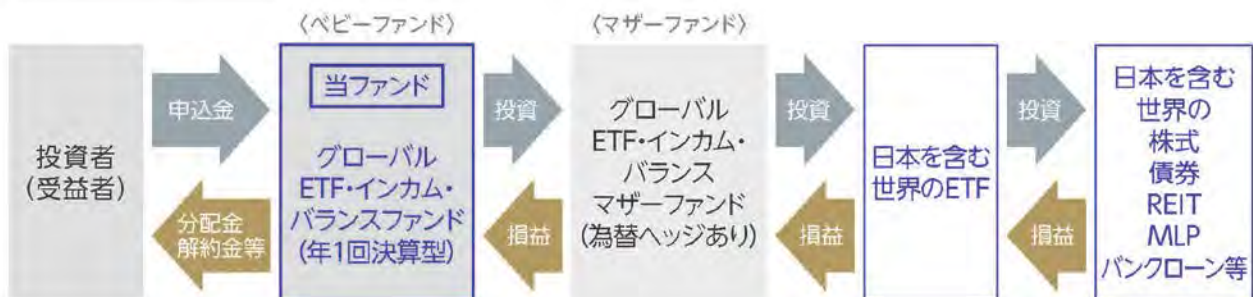 〈ベビーファンド〉
〈マザーファンド〉
投資者
(受益者)
申込金
分配金
解約金等
当ファンド
グローバル
ETF・インカム・
バランスファンド
(年1回決算型)
投資
損益
グローバル
ETF・インカム・
バランス
マザーファンド
(為替ヘッジあり)
投資
損益
日本を含む
世界のETF
投資
損益
日本を含む
世界の
株式
債券
REIT
MLP
バンクローン等